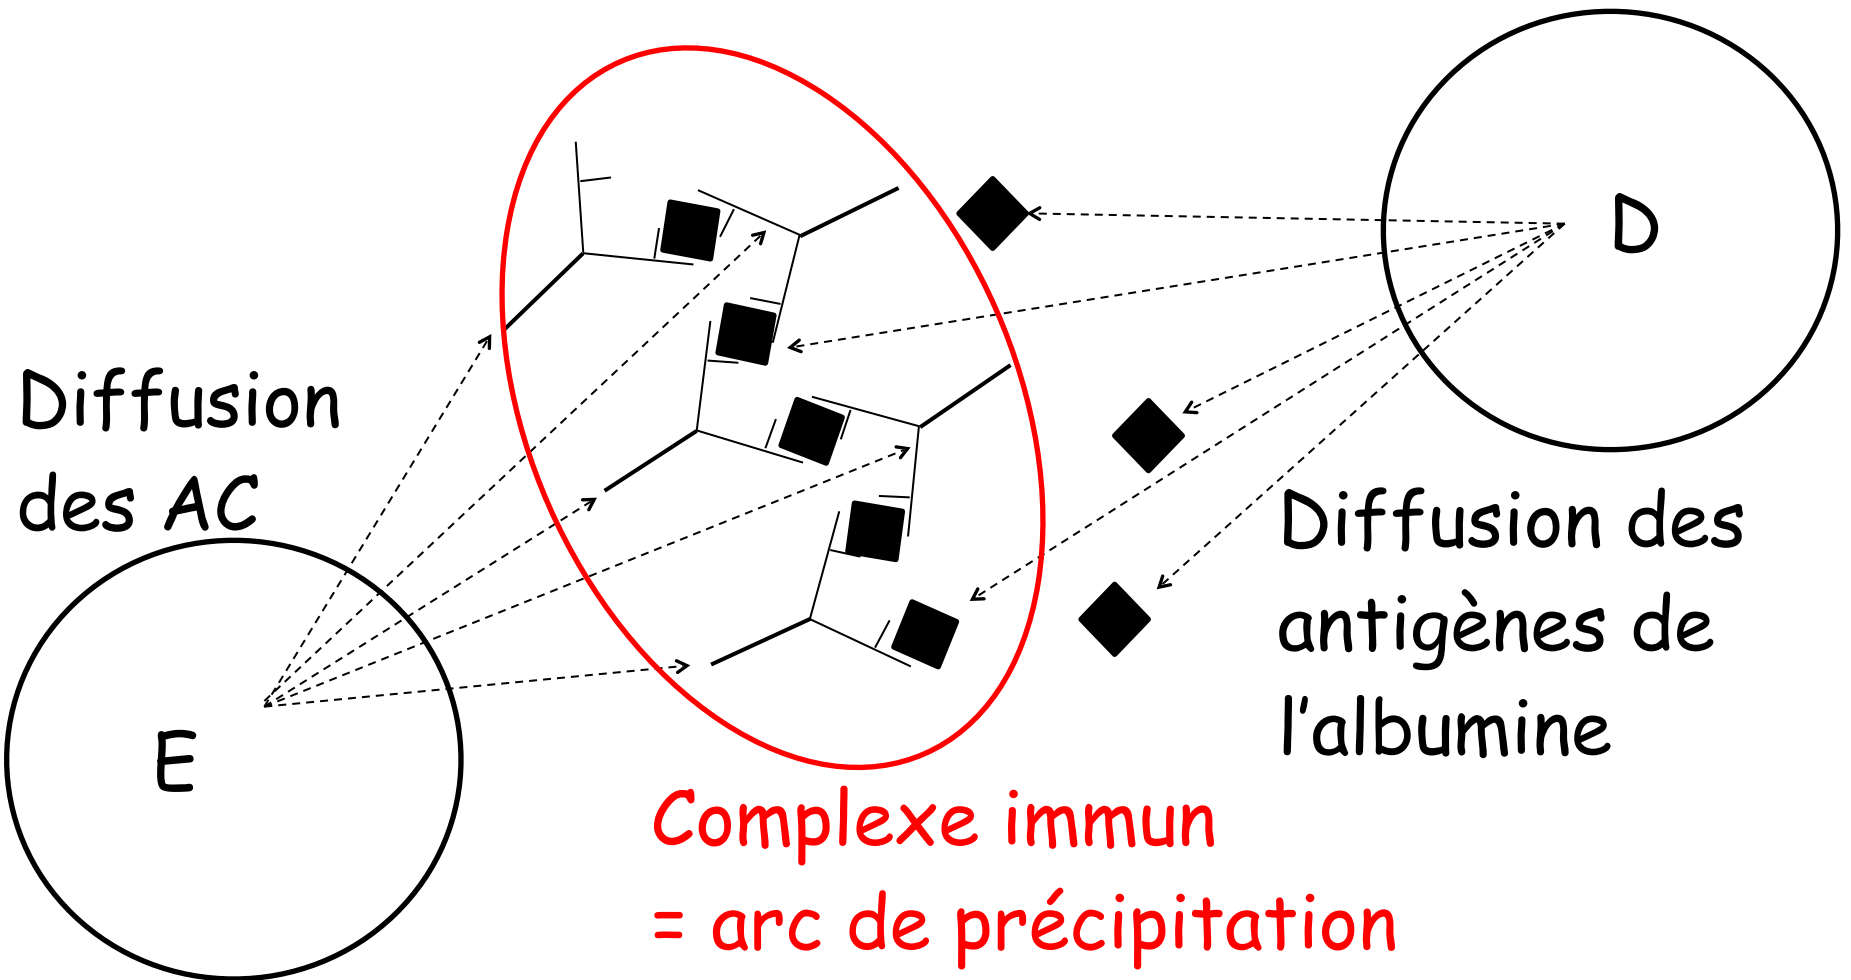 D
Diffusion
des AC
Diffusion des
antigènes de
l'albumine
E
Complexe immun
= arc de précipitation